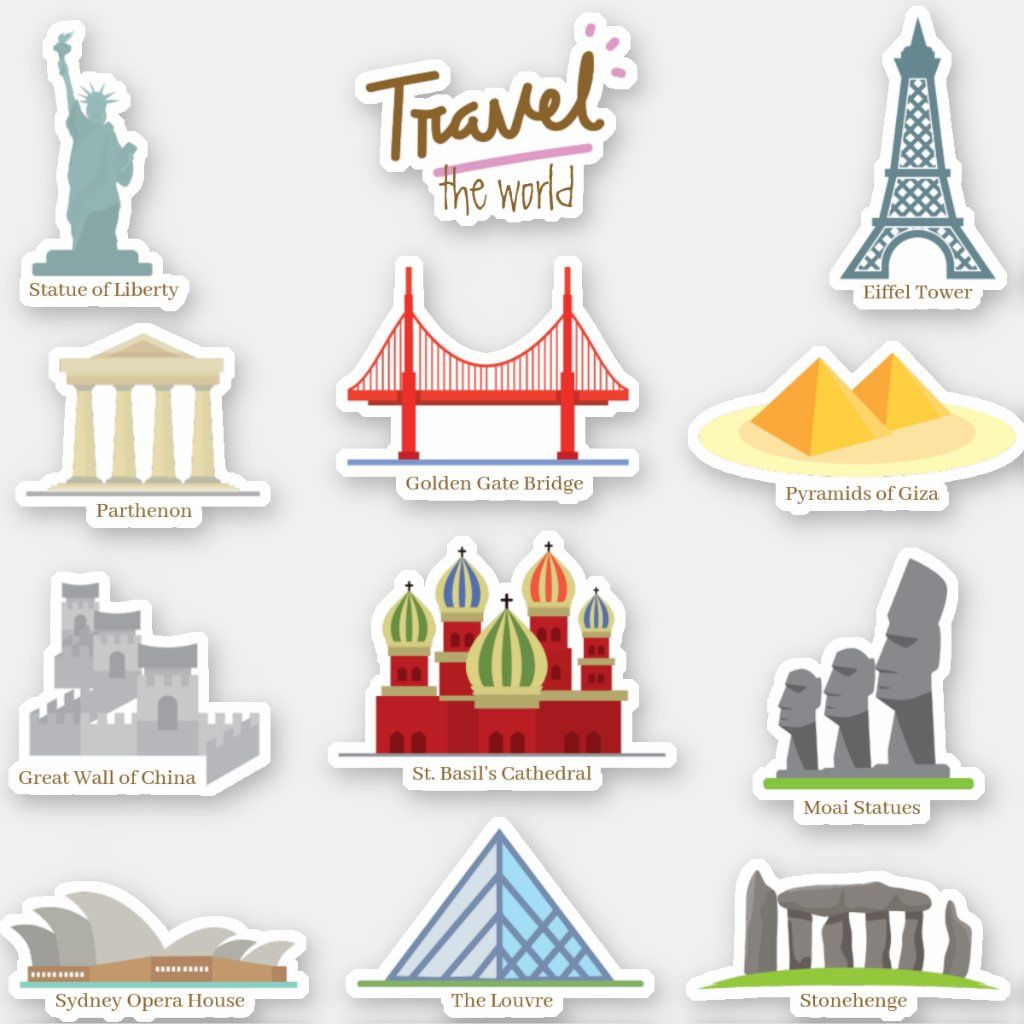 Travel
the world
Statue of Liberty
Eiffel Tower
Parthenon
Golden Gate Bridge
Pyramids of Giza
Great Wall of China
St. Basil's Cathedral
Moai Statues
Sydney Opera House
The Louvre
Stonehenge